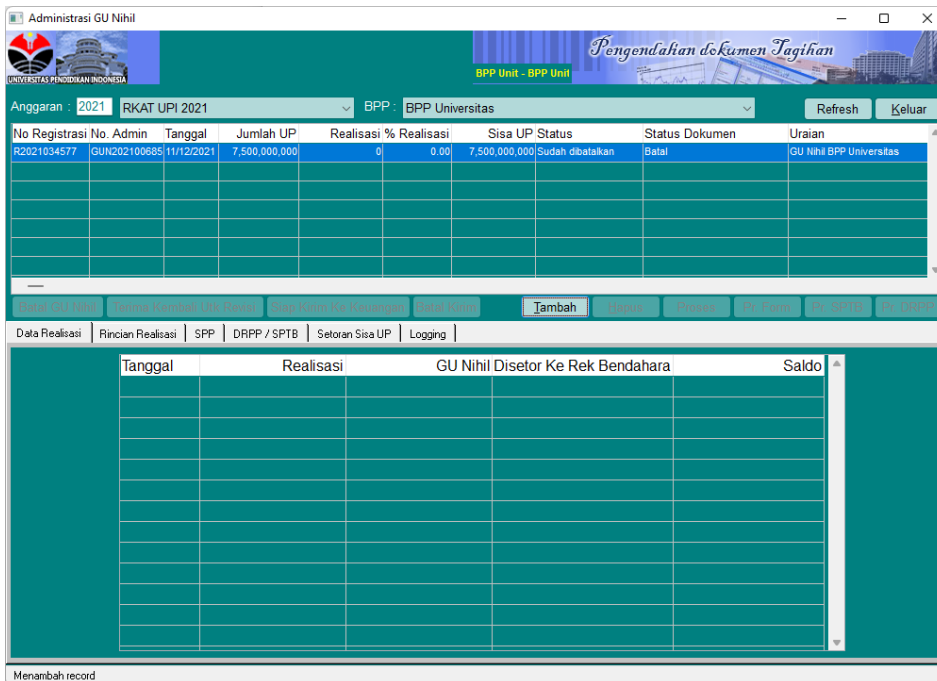 Administrasi GU Nihil
Pengendalian dokumen Tagihan
UNIVERSITAS PENDIDIKAN INDONESIA
BPP Unit - BPP Unit
Anggaran : 2021 RKAT UPI 2021 BPP : BPP Universitas Refresh Keluar
No Registrasi No. Admin Tanggal Jumlah UP Realisasi % Realisasi Sisa UP Status Status Dokumen Uraian
R2021034577 GUN202100685 11/12/2021 7,500,000,000 0 0.00 7,500,000,000 Sudah dibatalkan Batal GU Nihil BPP Universitas
Batal GU Nihil Terima Kembali Utk Revisi Siap Kirim Ke Keuangan Batal Kirim Tambah Hapus Proses Pr. Form Pr. SPTB Pr. DRPP
Data Realisasi Rincian Realisasi SPP DRPP / SPTB Setoran Sisa UP Logging
Tanggal Realisasi GU Nihil Disetor Ke Rek Bendahara Saldo
Menambah record